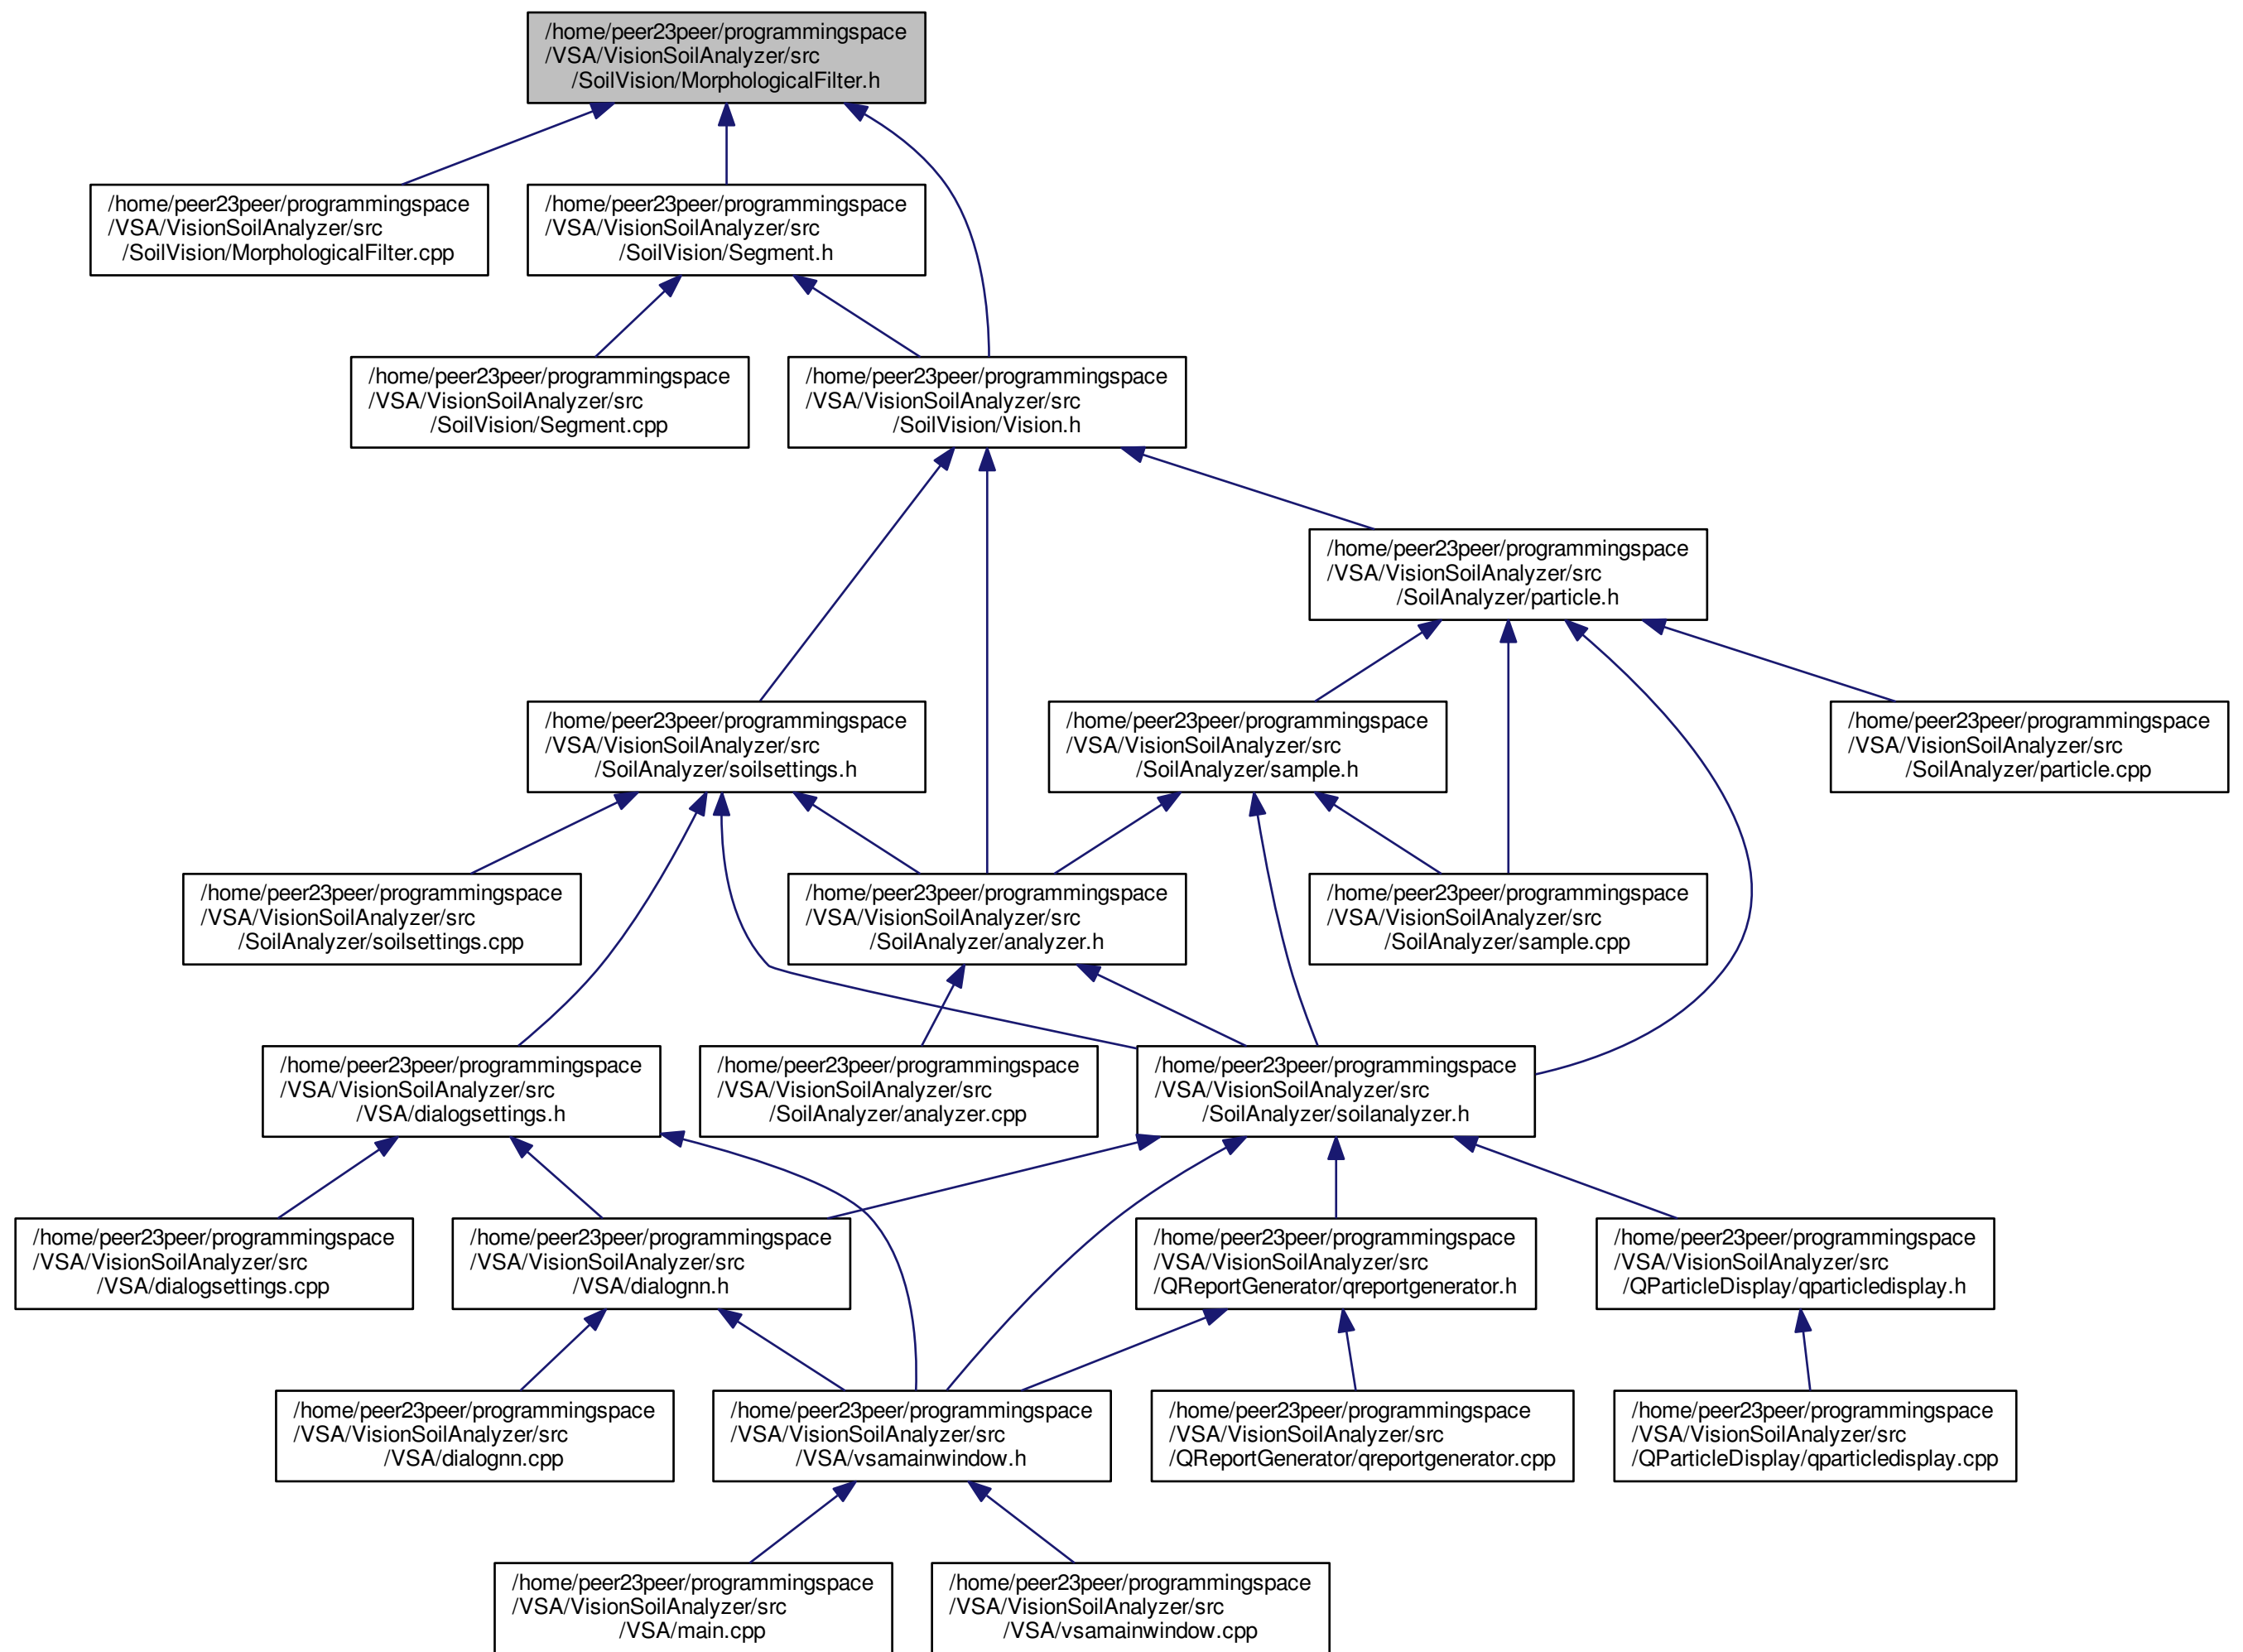 /home/peer23peer/programmingspace
/VSA/VisionSoilAnalyzer/src
/SoilVision/MorphologicalFilter.h
/home/peer23peer/programmingspace
/VSA/VisionSoilAnalyzer/src
/SoilVision/MorphologicalFilter.cpp
/home/peer23peer/programmingspace
/VSA/VisionSoilAnalyzer/src
/SoilVision/Segment.h
/home/peer23peer/programmingspace
/VSA/VisionSoilAnalyzer/src
/SoilVision/Segment.cpp
/home/peer23peer/programmingspace
/VSA/VisionSoilAnalyzer/src
/SoilVision/Vision.h
/home/peer23peer/programmingspace
/VSA/VisionSoilAnalyzer/src
/SoilAnalyzer/particle.h
/home/peer23peer/programmingspace
/VSA/VisionSoilAnalyzer/src
/SoilAnalyzer/soilsettings.h
/home/peer23peer/programmingspace
/VSA/VisionSoilAnalyzer/src
/SoilAnalyzer/sample.h
/home/peer23peer/programmingspace
/VSA/VisionSoilAnalyzer/src
/SoilAnalyzer/particle.cpp
/home/peer23peer/programmingspace
/VSA/VisionSoilAnalyzer/src
/SoilAnalyzer/soilsettings.cpp
/home/peer23peer/programmingspace
/VSA/VisionSoilAnalyzer/src
/SoilAnalyzer/analyzer.h
/home/peer23peer/programmingspace
/VSA/VisionSoilAnalyzer/src
/SoilAnalyzer/sample.cpp
/home/peer23peer/programmingspace
/VSA/VisionSoilAnalyzer/src
/VSA/dialogsettings.h
/home/peer23peer/programmingspace
/VSA/VisionSoilAnalyzer/src
/SoilAnalyzer/analyzer.cpp
/home/peer23peer/programmingspace
/VSA/VisionSoilAnalyzer/src
/SoilAnalyzer/soilanalyzer.h
/home/peer23peer/programmingspace
/VSA/VisionSoilAnalyzer/src
/VSA/dialogsettings.cpp
/home/peer23peer/programmingspace
/VSA/VisionSoilAnalyzer/src
/VSA/dialognn.h
/home/peer23peer/programmingspace
/VSA/VisionSoilAnalyzer/src
/QReportGenerator/qreportgenerator.h
/home/peer23peer/programmingspace
/VSA/VisionSoilAnalyzer/src
/QParticleDisplay/qparticledisplay.h
/home/peer23peer/programmingspace
/VSA/VisionSoilAnalyzer/src
/VSA/dialognn.cpp
/home/peer23peer/programmingspace
/VSA/VisionSoilAnalyzer/src
/VSA/vsamainwindow.h
/home/peer23peer/programmingspace
/VSA/VisionSoilAnalyzer/src
/QReportGenerator/qreportgenerator.cpp
/home/peer23peer/programmingspace
/VSA/VisionSoilAnalyzer/src
/QParticleDisplay/qparticledisplay.cpp
/home/peer23peer/programmingspace
/VSA/VisionSoilAnalyzer/src
/VSA/main.cpp
/home/peer23peer/programmingspace
/VSA/VisionSoilAnalyzer/src
/VSA/vsamainwindow.cpp